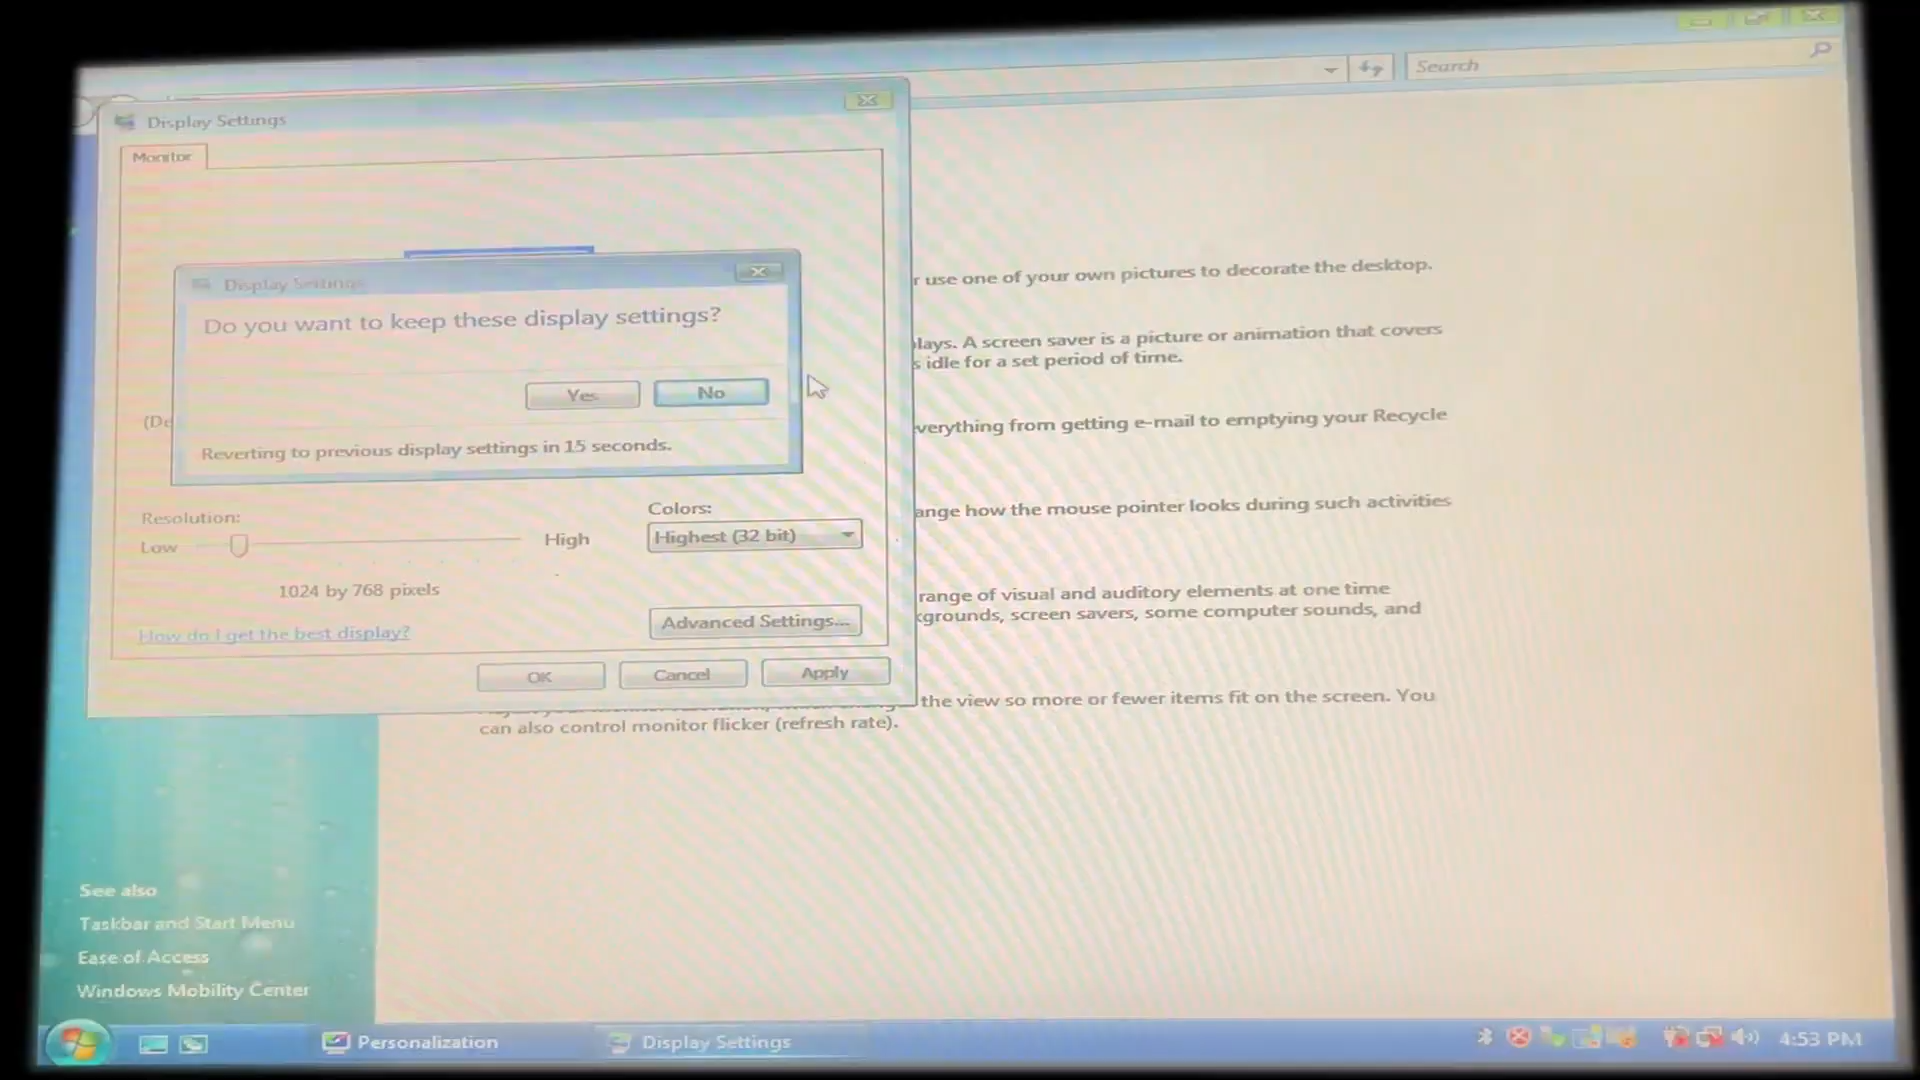 Search
Display Settings
Monitor
Display Settings
Do you want to keep these display settings?
Yes
No
(De
Reverting to previous display settings in 15 seconds.
Resolution:
Low
High
1024 by 768 pixels
Colors:
Highest (32 bit)
How do I get the best display?
Advanced Settings...
OK
Cancel
Apply
r use one of your own pictures to decorate the desktop.
lays. A screen saver is a picture or animation that covers
s idle for a set period of time.
verything from getting e-mail to emptying your Recycle
ange how the mouse pointer looks during such activities
range of visual and auditory elements at one time
kgrounds, screen savers, some computer sounds, and
the view so more or fewer items fit on the screen. You
can also control monitor flicker (refresh rate).
See also
Taskbar and Start Menu
Ease of Access
Windows Mobility Center
Personalization
Display Settings
4:53 PM